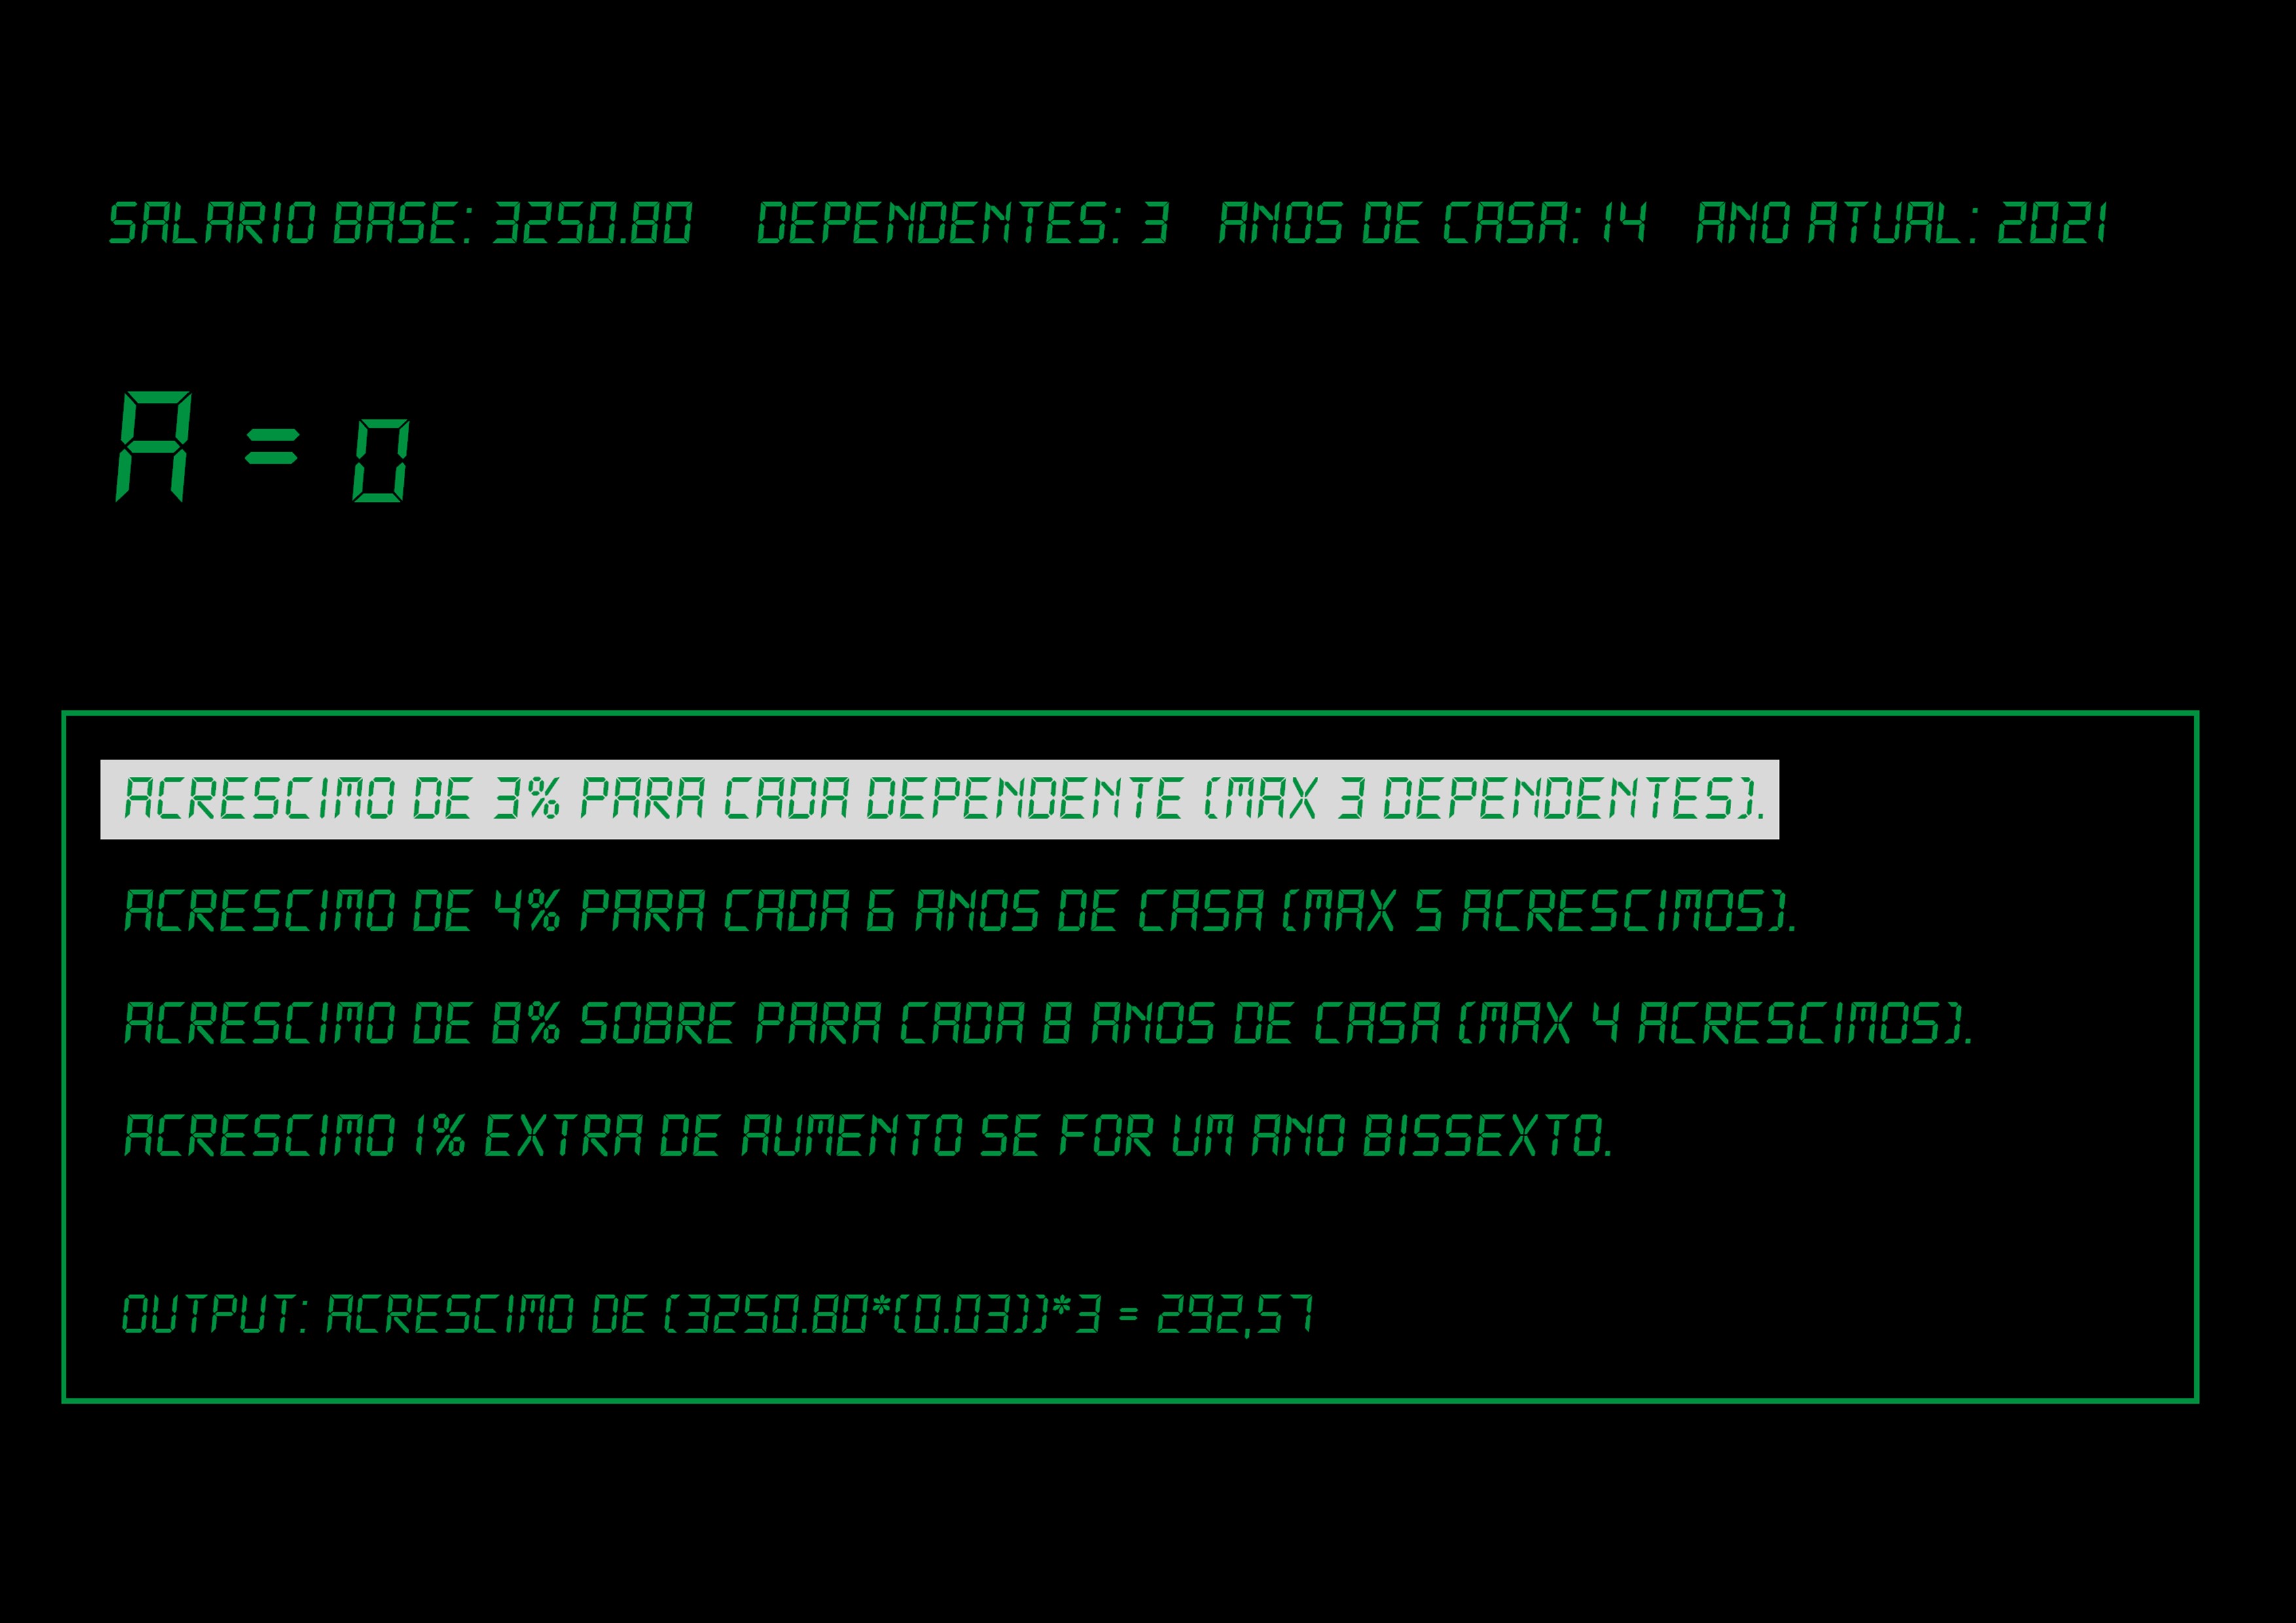 SALARIO BASE: 3250.80 DEPENDENTES: 3 ANOS DE CASA: 14 ANO ATUAL: 2021
A = 0
ACRESCIMO DE 3% PARA CADA DEPENDENTE (MAX 3 DEPENDENTES).
ACRESCIMO DE 4% PARA CADA 6 ANOS DE CASA (MAX 5 ACRESCIMOS).
ACRESCIMO DE 8% SOBRE PARA CADA 8 ANOS DE CASA (MAX 4 ACRESCIMOS).
ACRESCIMO 1% EXTRA DE AUMENTO SE FOR UM ANO BISSEXTO.
OUTPUT: ACRESCIMO DE (3250.80*(0.03))*3 = 292,57